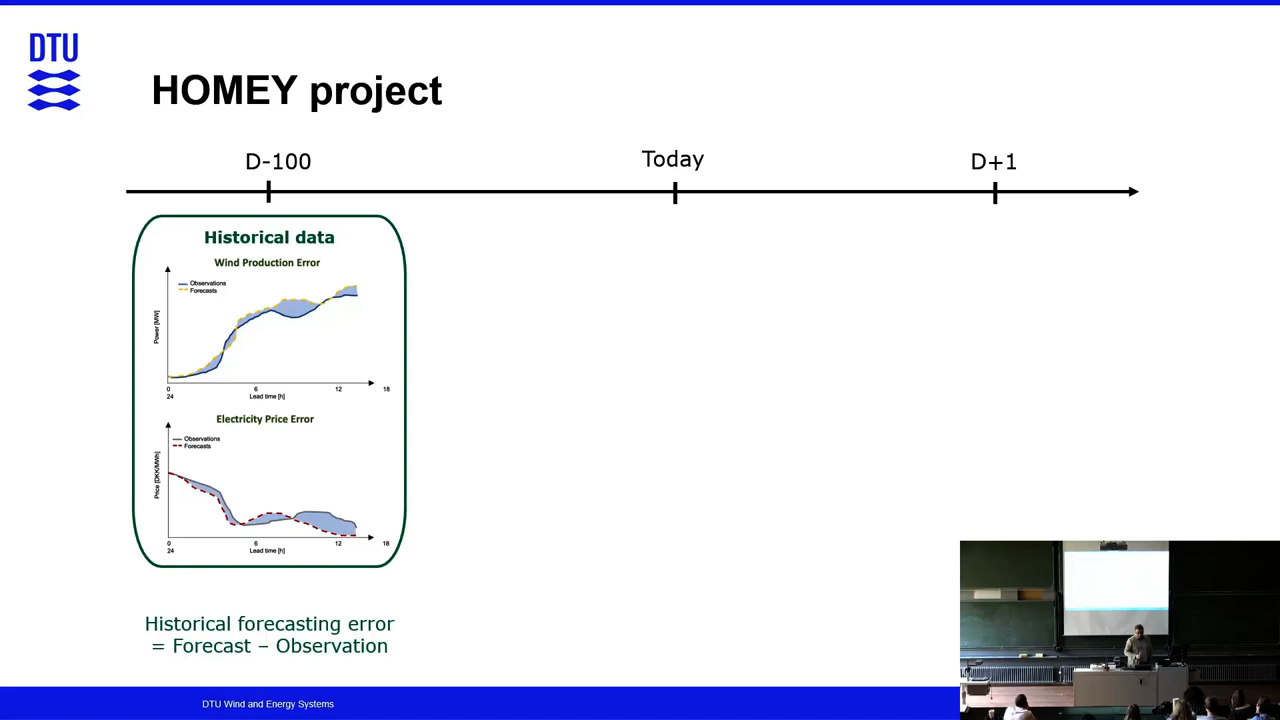 DTU
HOMEY project
D-100
Today
D+1
Historical data
Wind Production Error
Observations
Forecasts
Power [MW]
0 6 12 18
24
Lead time [h]
Electricity Price Error
Observations
Forecasts
Price [DKK/MWh]
0 6 12 18
24
Lead time [h]
Historical forecasting error
= Forecast – Observation
DTU Wind and Energy Systems